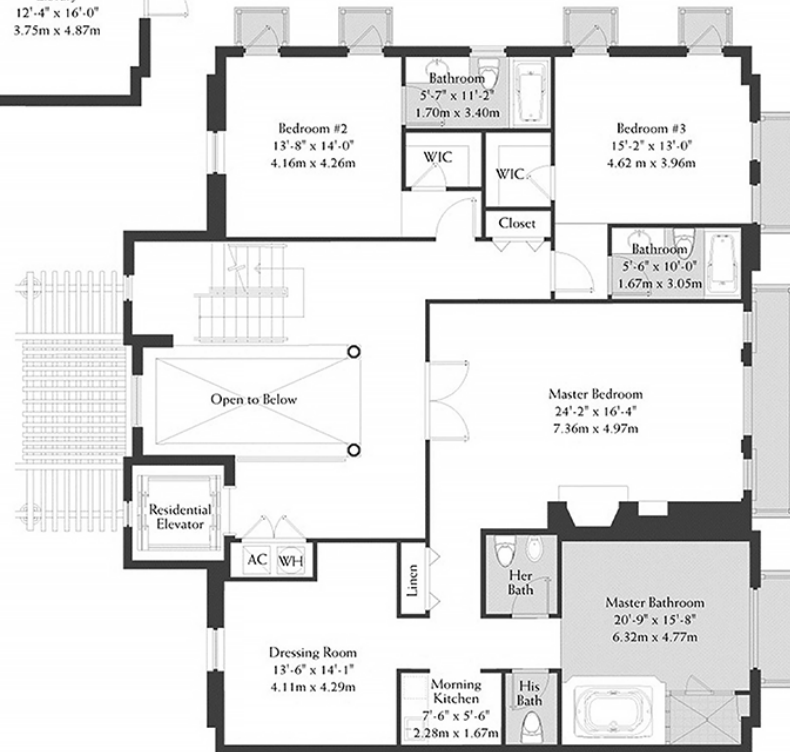 12'-4" x 16'-0"
3.75m x 4.87m
Bathroom
5'-7" x 11'-2"
1.70m x 3.40m
Bedroom #2
13'-8" x 14'-0"
4.16m x 4.26m
Bedroom #3
15'-2" x 13'-0"
4.62 m x 3.96m
WIC
WIC
Closet
Bathroom
5'-6" x 10'-0"
1.67m x 3.05m
Open to Below
Master Bedroom
24'-2" x 16'-4"
7.36m x 4.97m
Residential
Elevator
AC
WH
Linen
Her
Bath
Master Bathroom
20'-9" x 15'-8"
6.32m x 4.77m
Dressing Room
13'-6" x 14'-1"
4.11m x 4.29m
Morning
Kitchen
7'-6" x 5'-6"
2.28m x 1.67m
His
Bath